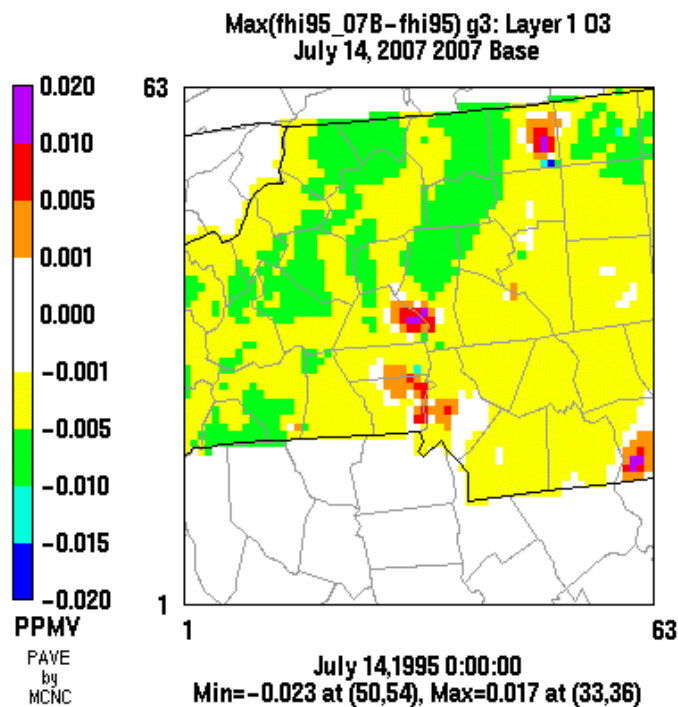 Max(fhi95_07B-fhi95) g3: Layer 1 O3
July 14, 2007 2007 Base
0.020
0.010
0.005
0.001
0.000
-0.001
-0.005
-0.010
-0.015
-0.020
PPMV
PAVE
by
MCNC
63
1
1
63
July 14,1995 0:00:00
Min=-0.023 at (50,54), Max=0.017 at (33,36)